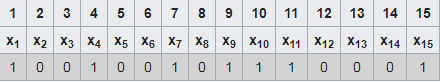 1 2 3 4 5 6 7 8 9 10 11 12 13 14 15
x1 x2 x3 x4 x5 x6 x7 x8 x9 x10 x11 x12 x13 x14 x15
1 0 0 1 0 0 1 0 1 1 1 0 0 0 1